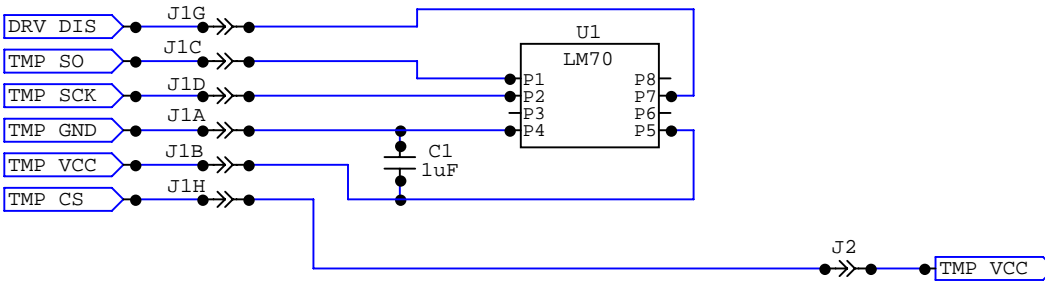 DRV DIS
J1G
TMP SO
J1C
TMP SCK
J1D
TMP GND
J1A
TMP VCC
J1B
TMP CS
J1H
U1
LM70
P1
P2
P3
P4
P8
P7
P6
P5
C1
1uF
J2
TMP VCC